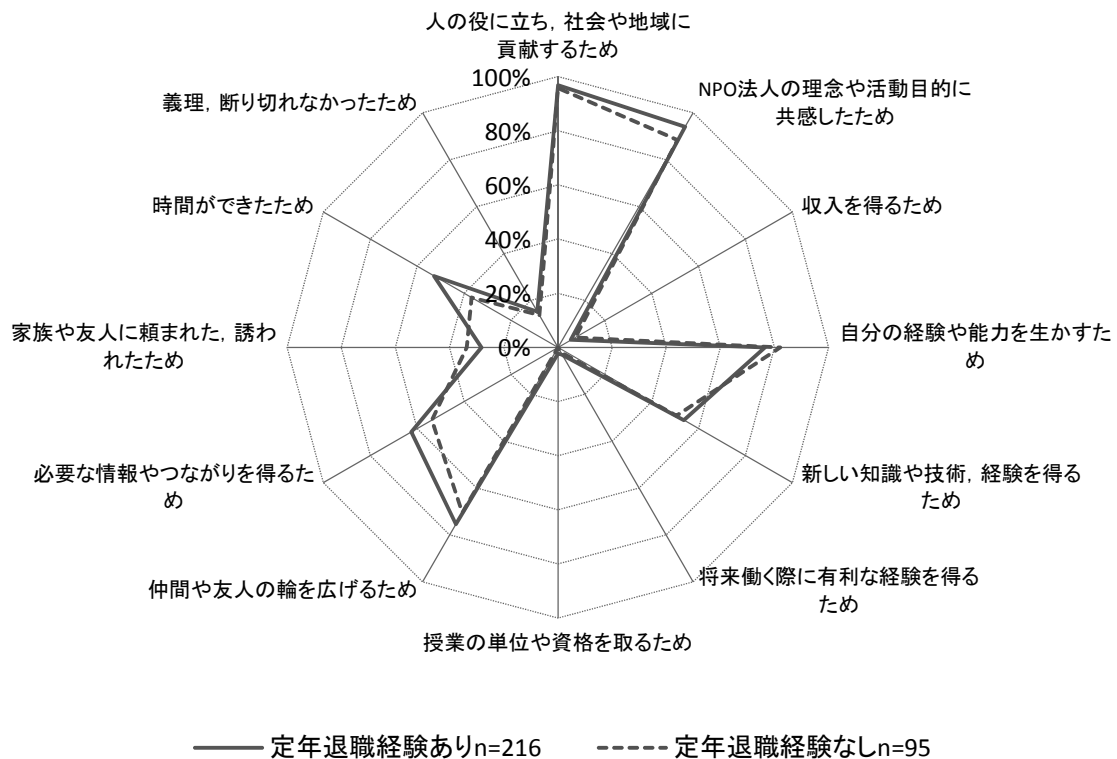 人の役に立ち，社会や地域に
貢献するため
100%
80%
60%
40%
20%
0%
NPO法人の理念や活動目的に
共感したため
収入を得るため
自分の経験や能力を生かすた
め
新しい知識や技術，経験を得る
ため
将来働く際に有利な経験を得る
ため
授業の単位や資格を取るため
仲間や友人の輪を広げるため
必要な情報やつながりを得るた
め
家族や友人に頼まれた，誘わ
れたため
時間ができたため
義理，断り切れなかったため
定年退職経験ありn=216
定年退職経験なしn=95